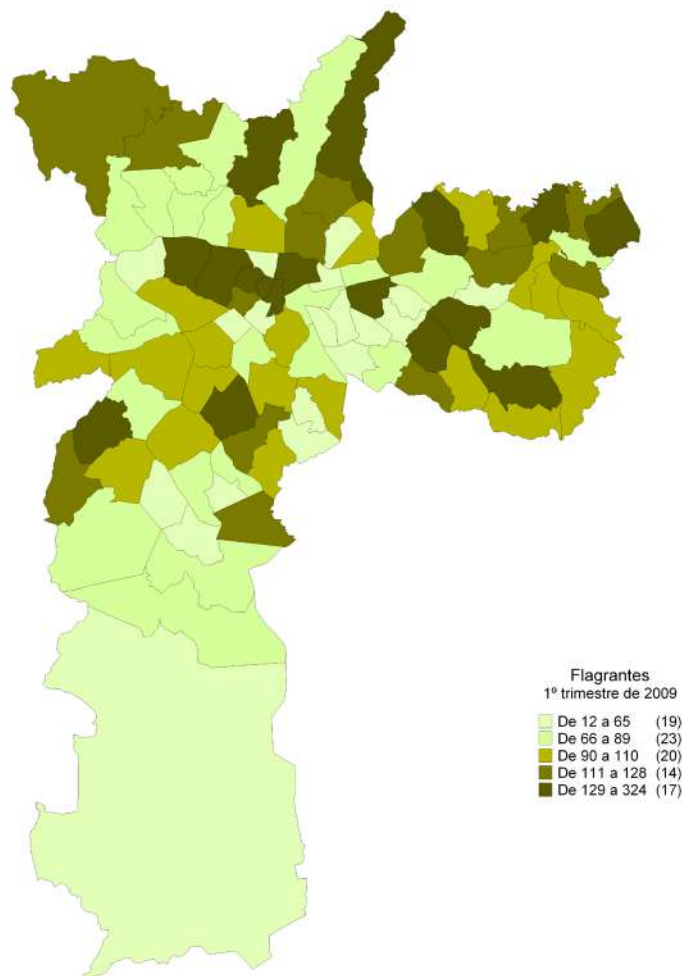 Flagrantes
1º trimestre de 2009
De 12 a 65 (19)
De 66 a 89 (23)
De 90 a 110 (20)
De 111 a 128 (14)
De 129 a 324 (17)